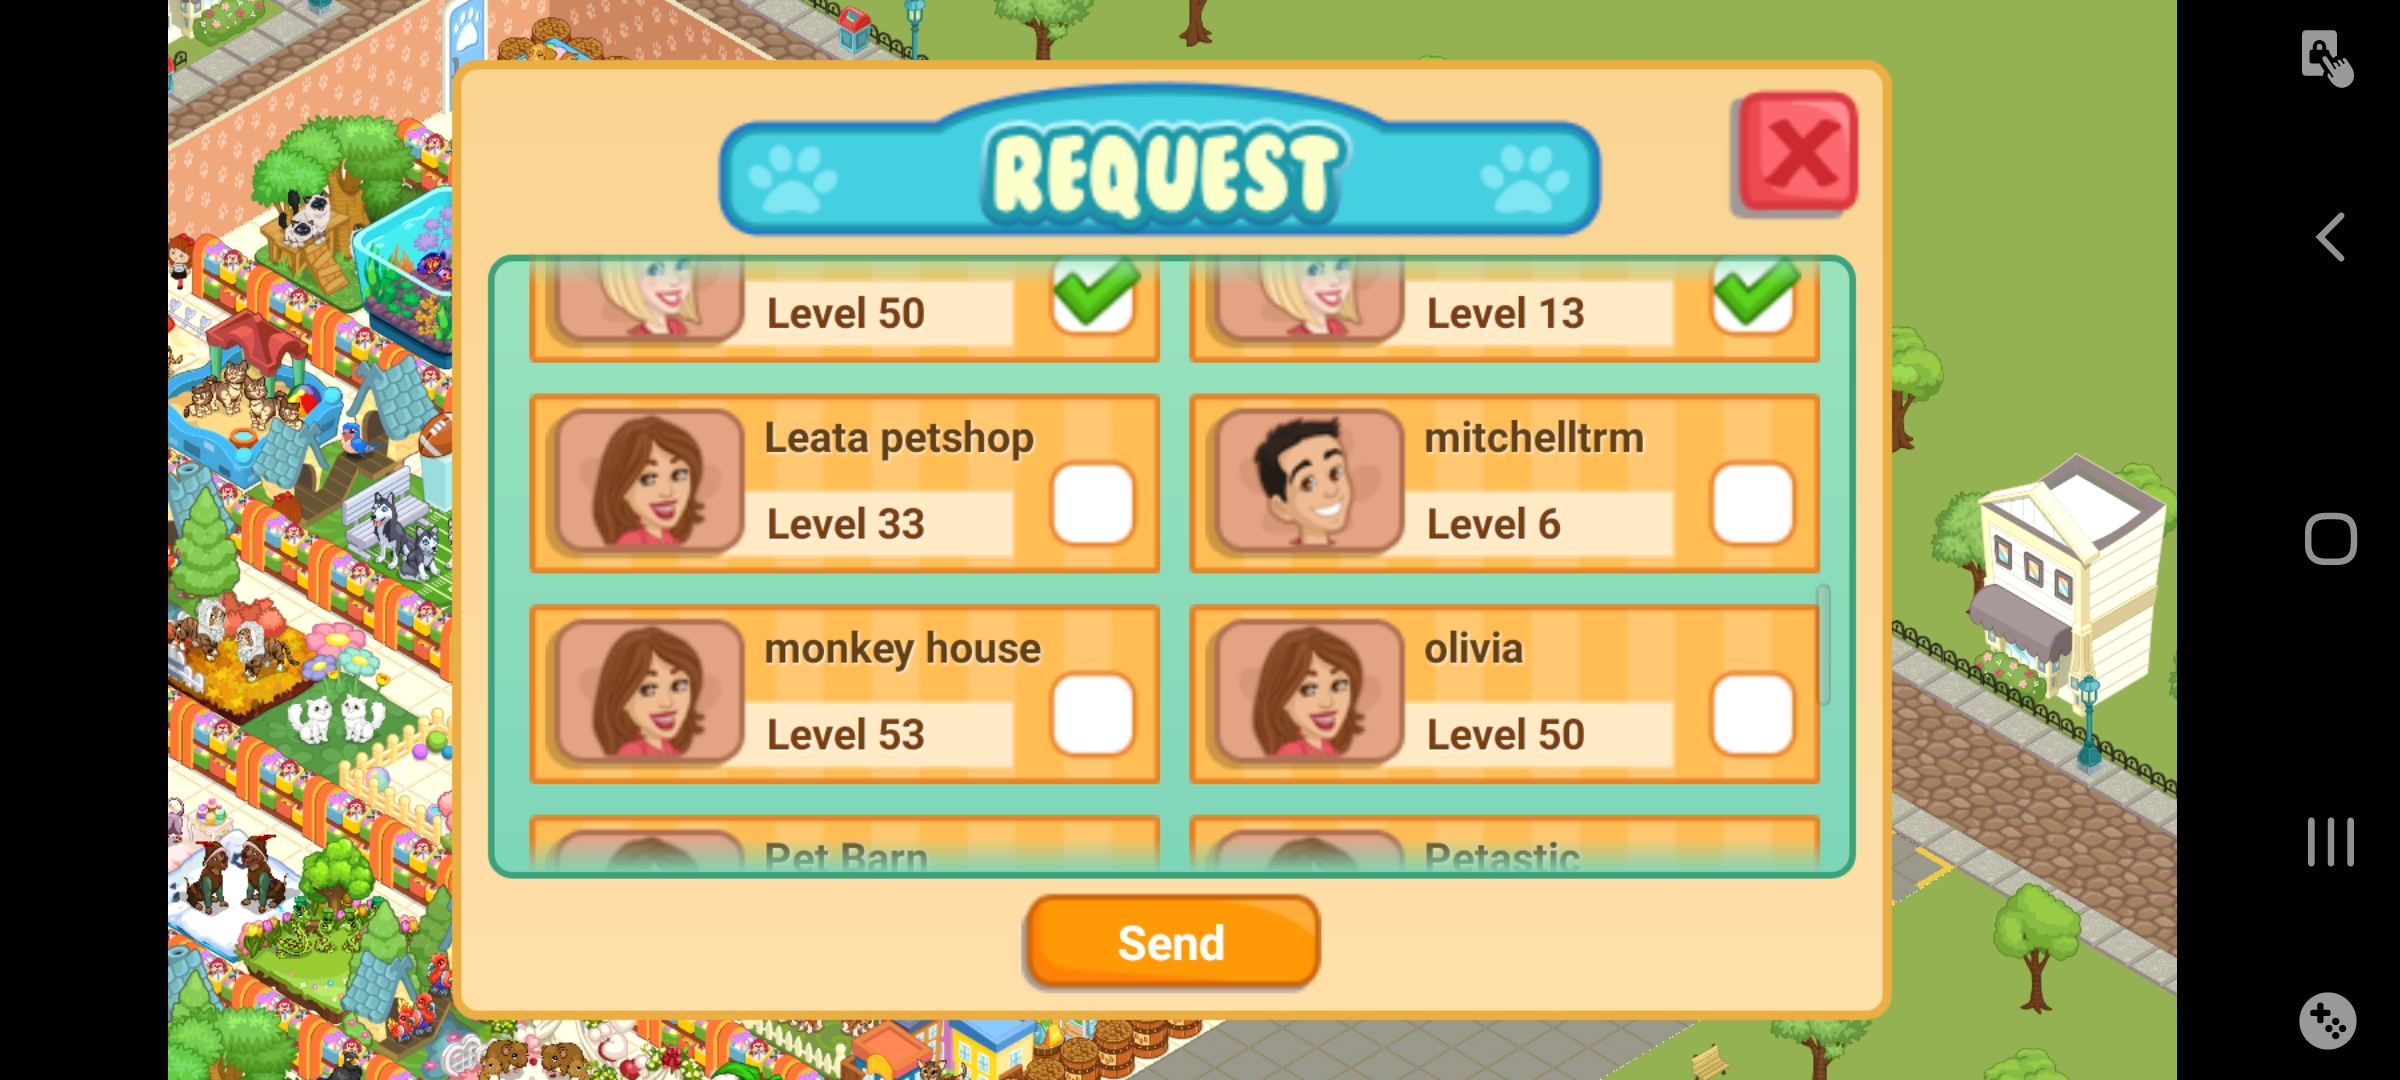 REQUEST
Level 50
Level 13
Leata petshop
Level 33
mitchelltrm
Level 6
monkey house
Level 53
olivia
Level 50
Pet Barn
Petastic
Send